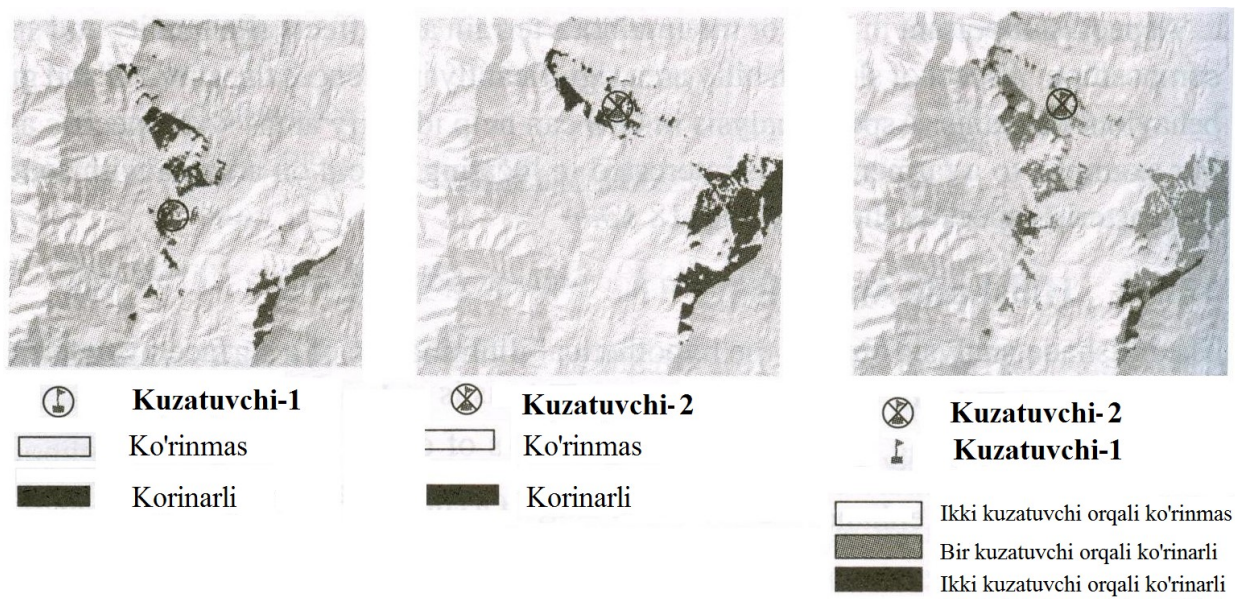 Kuzatuvchi-1
Ko'rinmas
Korinarli
Kuzatuvchi-2
Ko'rinmas
Korinarli
Kuzatuvchi-2
Kuzatuvchi-1
Ikki kuzatuvchi orqali ko'rinmas
Bir kuzatuvchi orqali ko'rinarli
Ikki kuzatuvchi orqali ko'rinarli